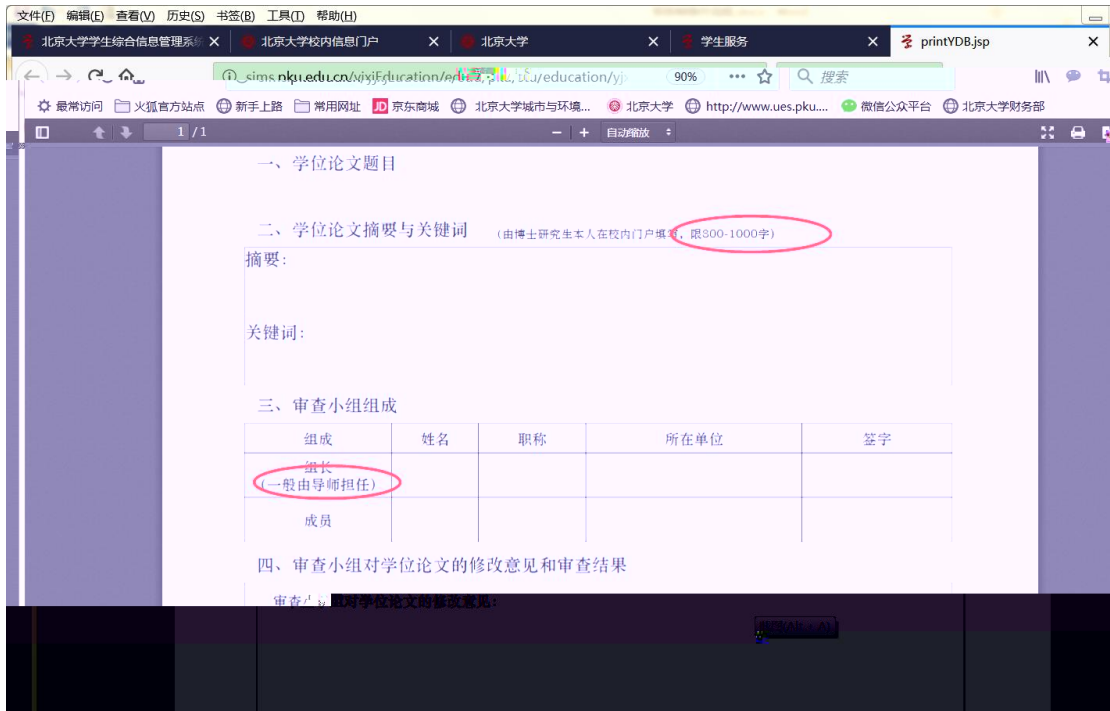 文件(F) 编辑(E) 查看(V) 历史(S) 书签(B) 工具(T) 帮助(H)
北京大学学生综合信息管理系统 北京大学校内信息门户 北京大学 学生服务 printYDB.jsp
90% 搜索
最常访问 火狐官方站点 新手上路 常用网址 JD 京东商城 北京大学城市与环境... 北京大学 http://www.ues.pku.... 微信公众平台 北京大学财务部
1 / 1 自动缩放
一、学位论文题目
二、学位论文摘要与关键词 (由博士研究生本人在校内门户填写，限800-1000字)
摘要:
关键词:
三、审查小组组成
组成 姓名 职称 所在单位 签字
组长
(一般由导师担任)
成员
四、审查小组对学位论文的修改意见和审查结果
审查小组对学位论文的修改意见: